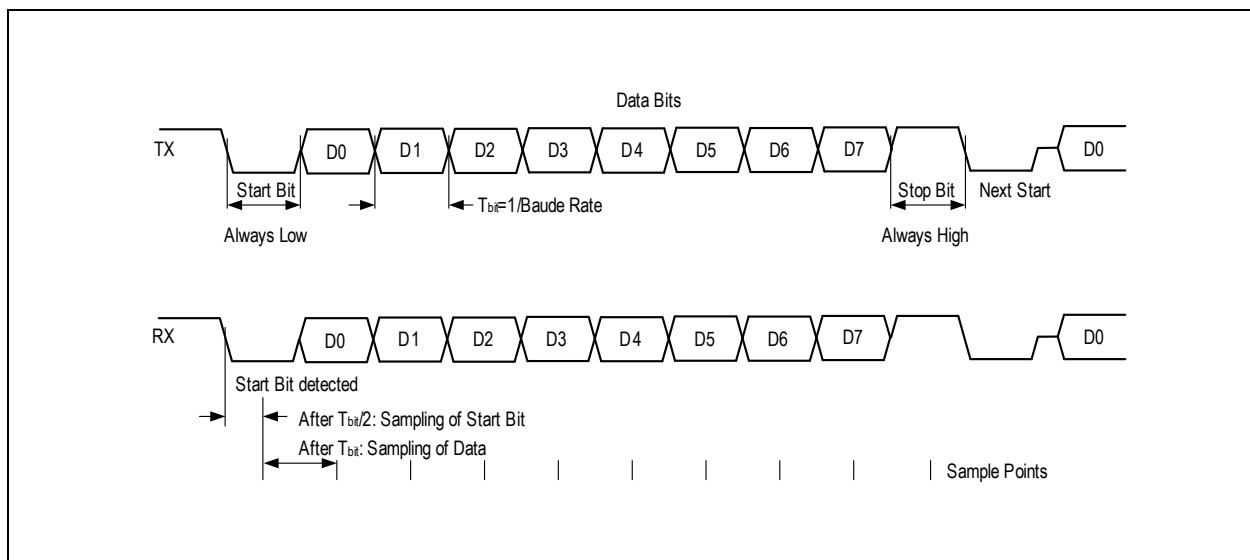 Data Bits
TX
D0 D1 D2 D3 D4 D5 D6 D7 D0
Start Bit
Stop Bit
Next Start
Tbit=1/Baude Rate
Always Low
Always High
RX
D0 D1 D2 D3 D4 D5 D6 D7 D0
Start Bit detected
After Tbit/2: Sampling of Start Bit
After Tbit: Sampling of Data
Sample Points